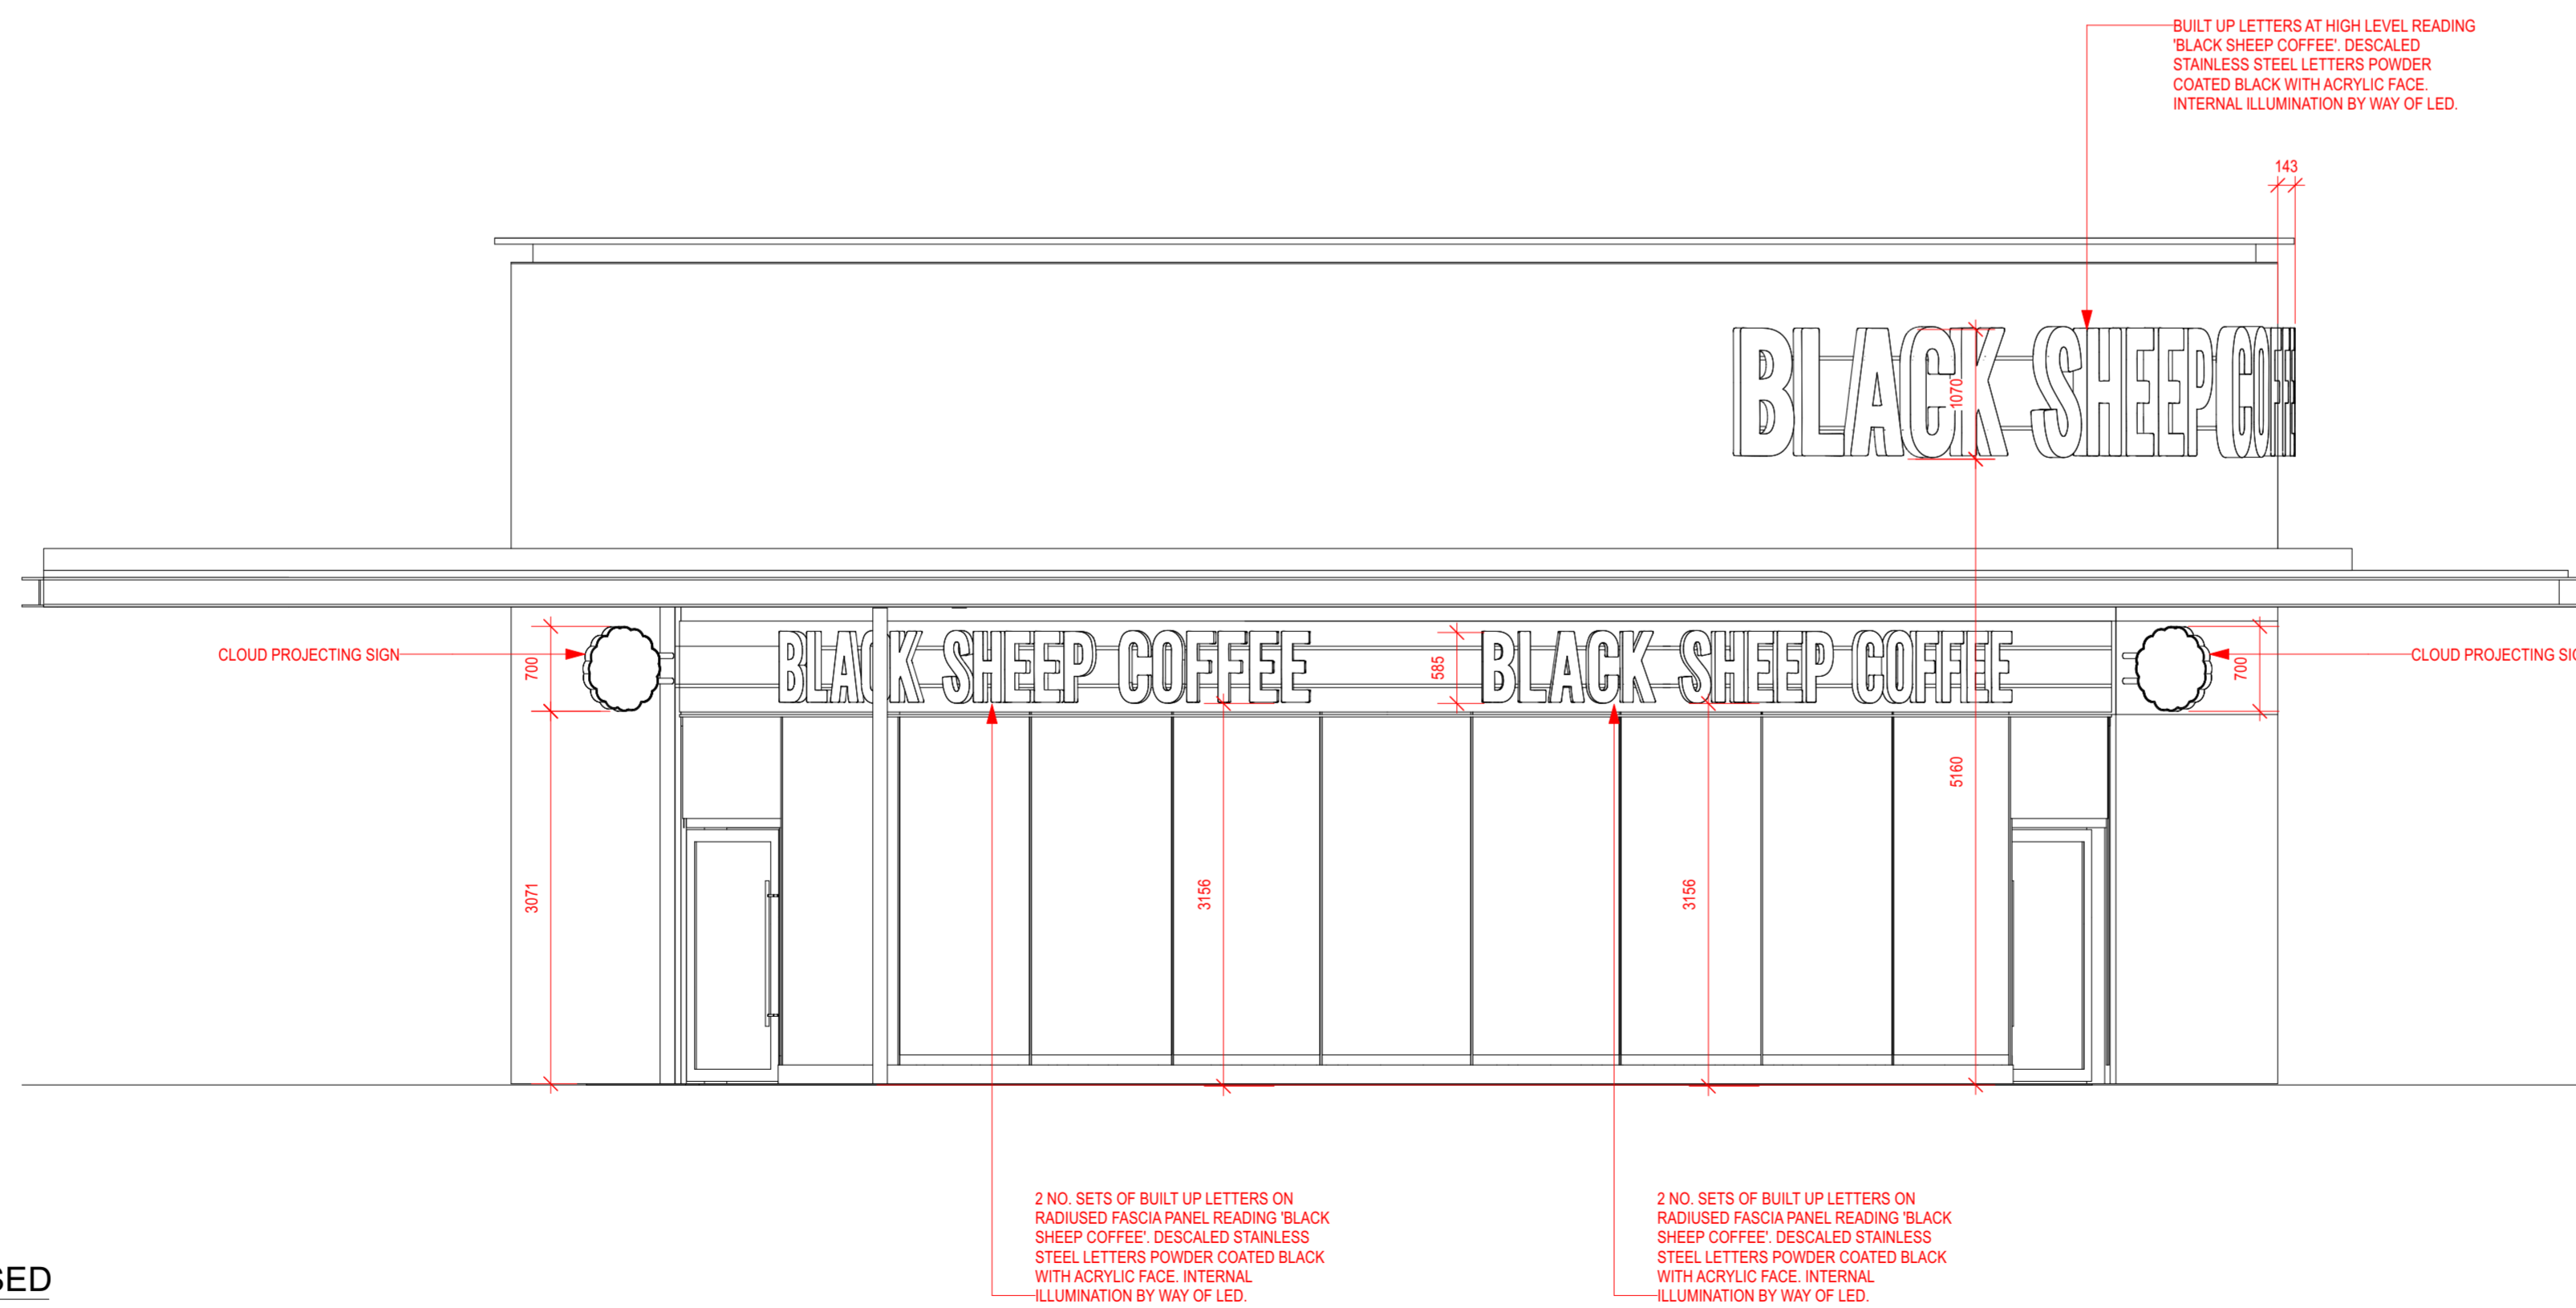 BUILT UP LETTERS AT HIGH LEVEL READING
'BLACK SHEEP COFFEE'. DESCALED
STAINLESS STEEL LETTERS POWDER
COATED BLACK WITH ACRYLIC FACE.
INTERNAL ILLUMINATION BY WAY OF LED.
143
BLACK SHEEP COFFEE
1070
CLOUD PROJECTING SIGN
700
BLACK SHEEP COFFEE
585
BLACK SHEEP COFFEE
700
CLOUD PROJECTING SIG
5160
3071
3156
3156
2 NO. SETS OF BUILT UP LETTERS ON
RADIUSED FASCIA PANEL READING 'BLACK
SHEEP COFFEE'. DESCALED STAINLESS
STEEL LETTERS POWDER COATED BLACK
WITH ACRYLIC FACE. INTERNAL
ILLUMINATION BY WAY OF LED.
2 NO. SETS OF BUILT UP LETTERS ON
RADIUSED FASCIA PANEL READING 'BLACK
SHEEP COFFEE'. DESCALED STAINLESS
STEEL LETTERS POWDER COATED BLACK
WITH ACRYLIC FACE. INTERNAL
ILLUMINATION BY WAY OF LED.
SED